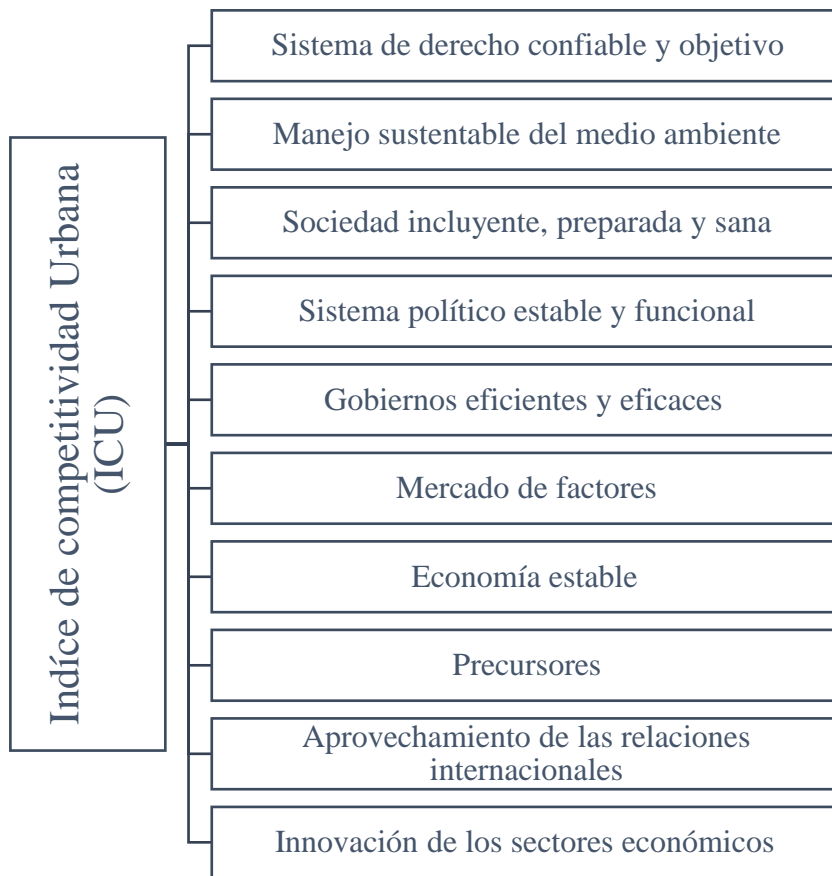 Indíce de competitividad Urbana
(ICU)
Sistema de derecho confiable y objetivo
Manejo sustentable del medio ambiente
Sociedad incluyente, preparada y sana
Sistema político estable y funcional
Gobiernos eficientes y eficaces
Mercado de factores
Economía estable
Precursores
Aprovechamiento de las relaciones
internacionales
Innovación de los sectores económicos